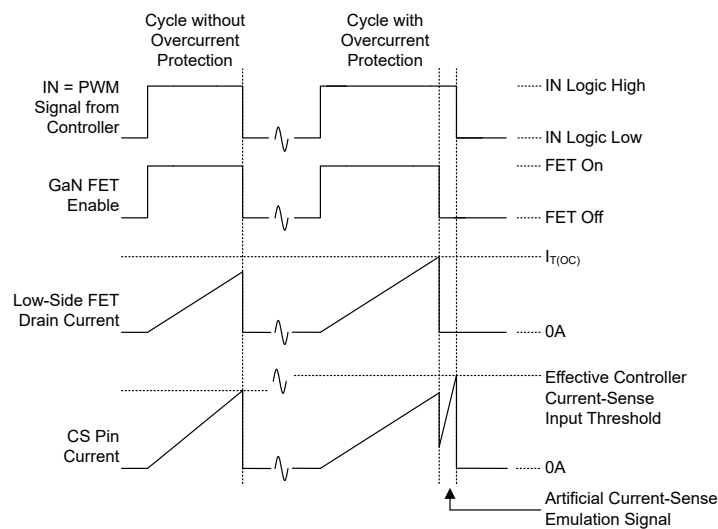 Cycle without
Overcurrent
Protection
Cycle with
Overcurrent
Protection
IN = PWM
Signal from
Controller
IN Logic High
IN Logic Low
GaN FET
Enable
FET On
FET Off
Low-Side FET
Drain Current
IT(OC)
0A
CS Pin
Current
Effective Controller
Current-Sense
Input Threshold
0A
Artificial Current-Sense
Emulation Signal